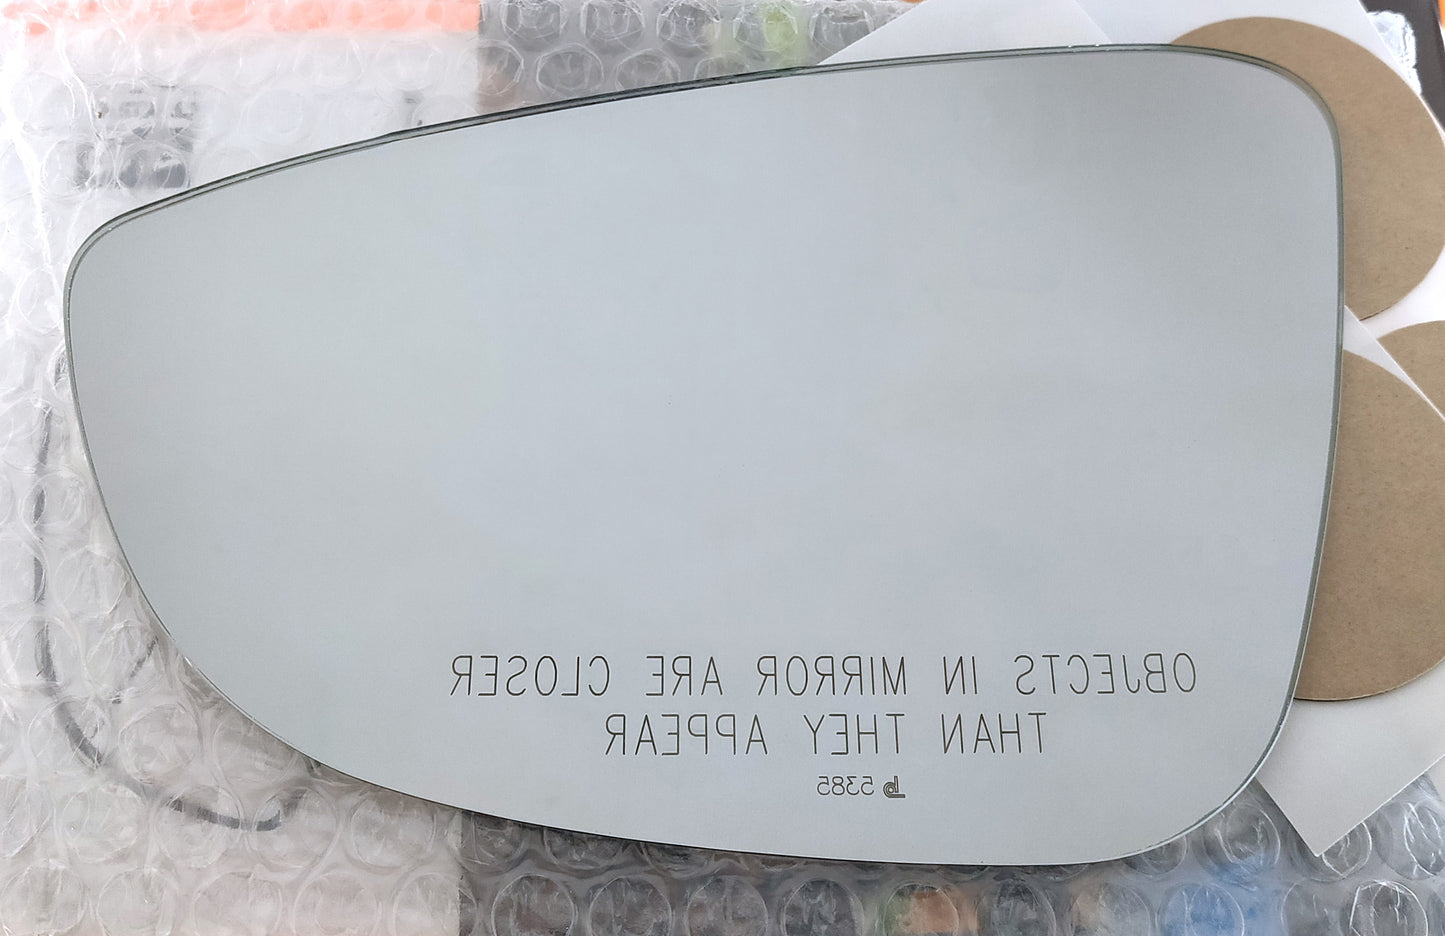 OBJECTS IN MIRROR ARE CLOSER
THAN THEY APPEAR
5385